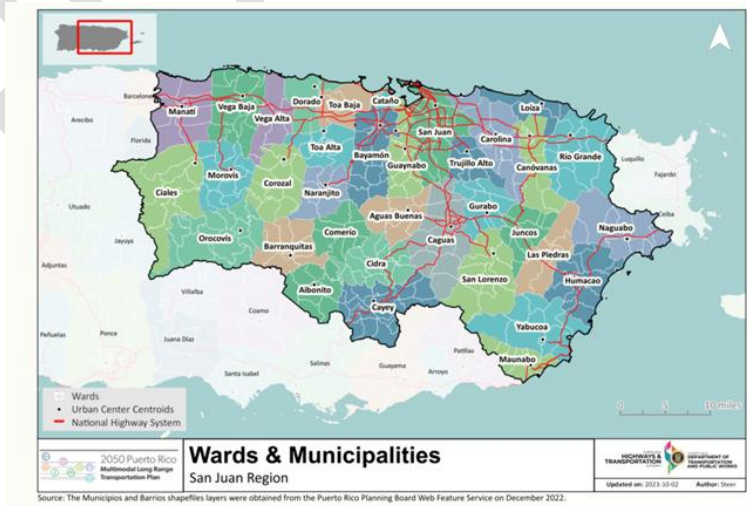 Barceloneta
Manatí
Vega Baja
Vega Alta
Dorado
Toa Baja
Cataño
Loíza
Arecibo
Florida
San Juan
Carolina
Toa Alta
Bayamón
Guaynabo
Trujillo Alto
Canóvanas
Río Grande
Luquillo
Fajardo
Ciales
Morovis
Corozal
Naranjito
Gurabo
Ceiba
Utuado
Aguas Buenas
Orocovis
Comerío
Caguas
Juncos
Naguabo
Jayuya
Barranquitas
Cidra
Las Piedras
Adjuntas
San Lorenzo
Humacao
Villalba
Aibonito
Coamo
Cayey
Yabucoa
Peñuelas
Ponce
Juana Díaz
Salinas
Guayama
Patillas
Maunabo
Santa Isabel
Arroyo
Wards
Urban Center Centroids
National Highway System
0 5 10 miles
2050 Puerto Rico
Multimodal Long Range
Transportation Plan
Wards & Municipalities
San Juan Region
HIGHWAYS &
TRANSPORTATION
DEPARTMENT OF
TRANSPORTATION
AND PUBLIC WORKS
Updated on: 2023-10-02 Author: Steer
Source: The Municipios and Barrios shapefiles layers were obtained from the Puerto Rico Planning Board Web Feature Service on December 2022.